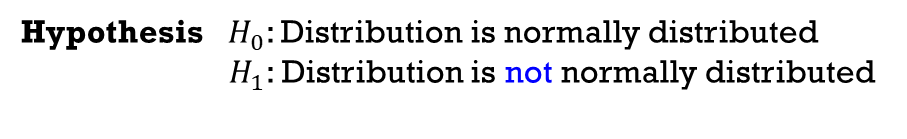 Hypothesis H₀: Distribution is normally distributed
H₁: Distribution is not normally distributed